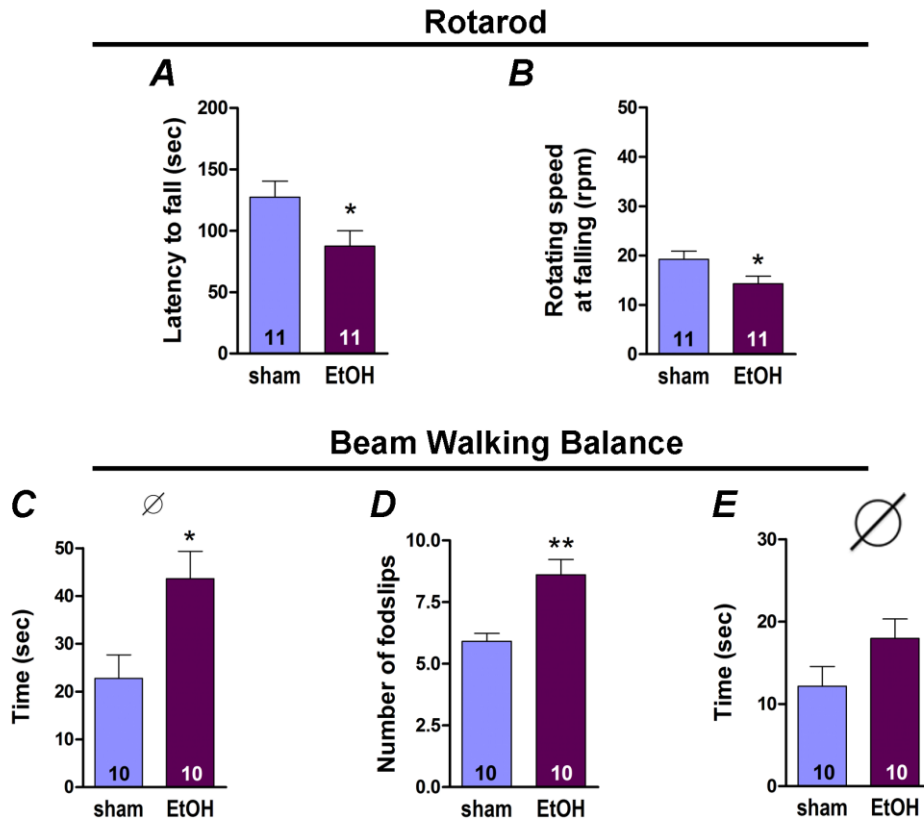 Rotarod
A
B
Latency to fall (sec)
200
150
100
50
0
*
11
11
sham
EtOH
Rotating speed
at falling (rpm)
50
40
30
20
10
0
*
11
11
sham
EtOH
Beam Walking Balance
C
∅
D
E
∅
Time (sec)
50
40
30
20
10
0
*
10
10
sham
EtOH
Number of fodslips
10.0
7.5
5.0
2.5
0.0
**
10
10
sham
EtOH
Time (sec)
30
20
10
0
10
10
sham
EtOH